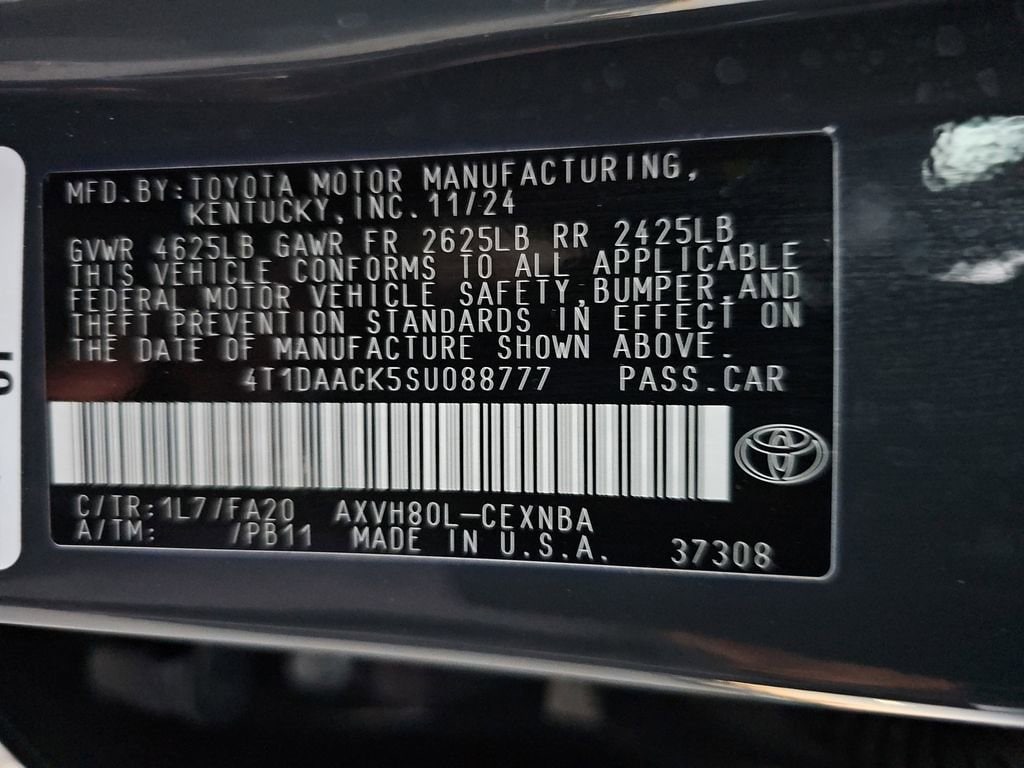 MFD.BY:TOYOTA MOTOR MANUFACTURING,
KENTUCKY,INC.11/24
GVWR 4625LB GAWR FR 2625LB RR 2425LB
THIS VEHICLE CONFORMS TO ALL APPLICABLE
FEDERAL MOTOR VEHICLE SAFETY,BUMPER,AND
THEFT PREVENTION STANDARDS IN EFFECT ON
THE DATE OF MANUFACTURE SHOWN ABOVE.
4T1DAACK5SU088777 PASS.CAR
C/TR:1L7/FA20 AXVH80L-CEXNBA
A/TM: /PB11 MADE IN U.S.A. 37308